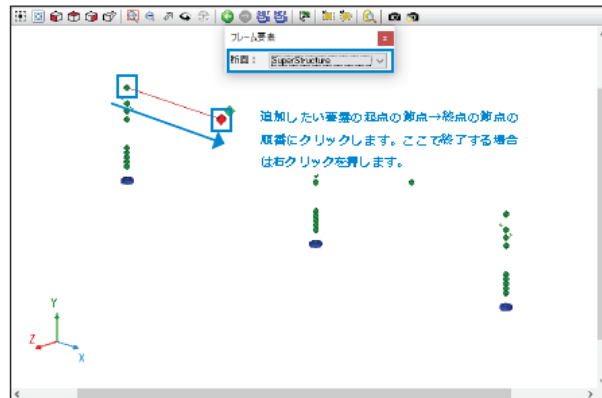 フレーム要素
断面：
SuperStructure
追加したい要素の起点の節点→終点の節点の
順番にクリックします。ここで終了する場合
は右クリックを押します。
Y
Z
X